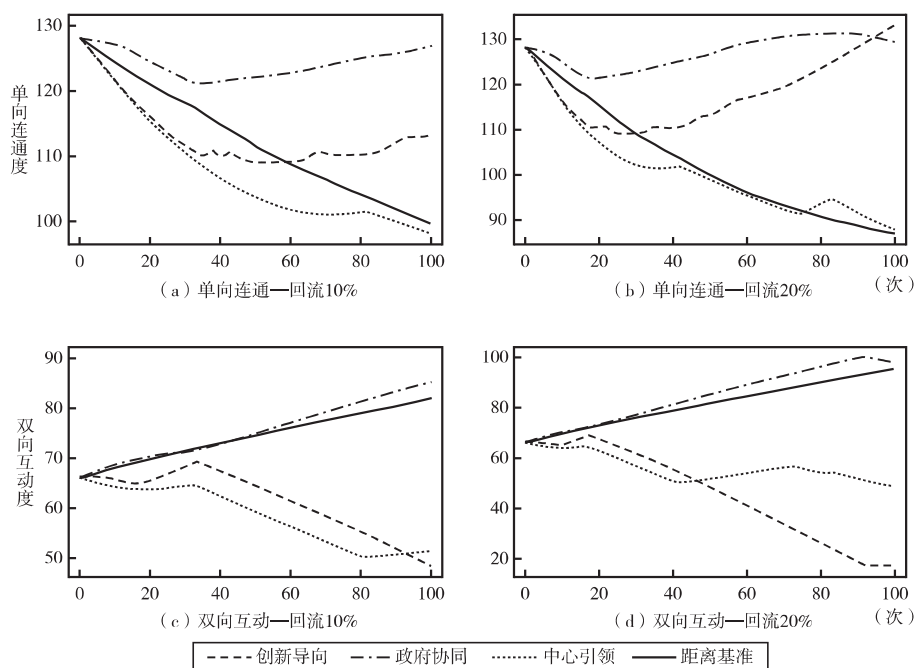 130
120
110
100
单向连通度
0 20 40 60 80 100
(a)单向连通—回流10%
130
120
110
100
90
0 20 40 60 80 100
(b)单向连通—回流20%
(次)
90
80
70
60
50
双向互动度
0 20 40 60 80 100
(c)双向互动—回流10%
100
80
60
40
20
0 20 40 60 80 100
(d)双向互动—回流20%
(次)
创新导向 政府协同 中心引领 距离基准